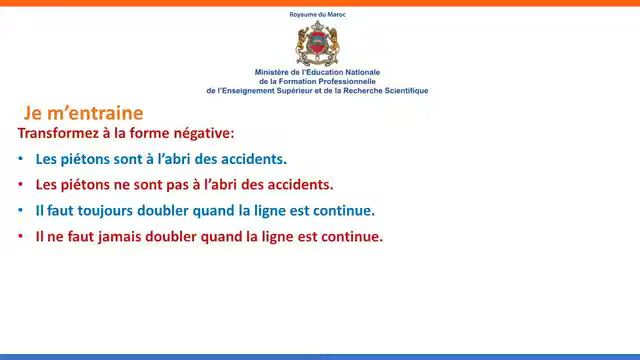 Royaume du Maroc
Ministère de l'Education Nationale
de la Formation Professionnelle
de l'Enseignement Supérieur et de la Recherche Scientifique
Je m'entraine
Transformez à la forme négative:
• Les piétons sont à l'abri des accidents.
• Les piétons ne sont pas à l'abri des accidents.
• Il faut toujours doubler quand la ligne est continue.
• Il ne faut jamais doubler quand la ligne est continue.